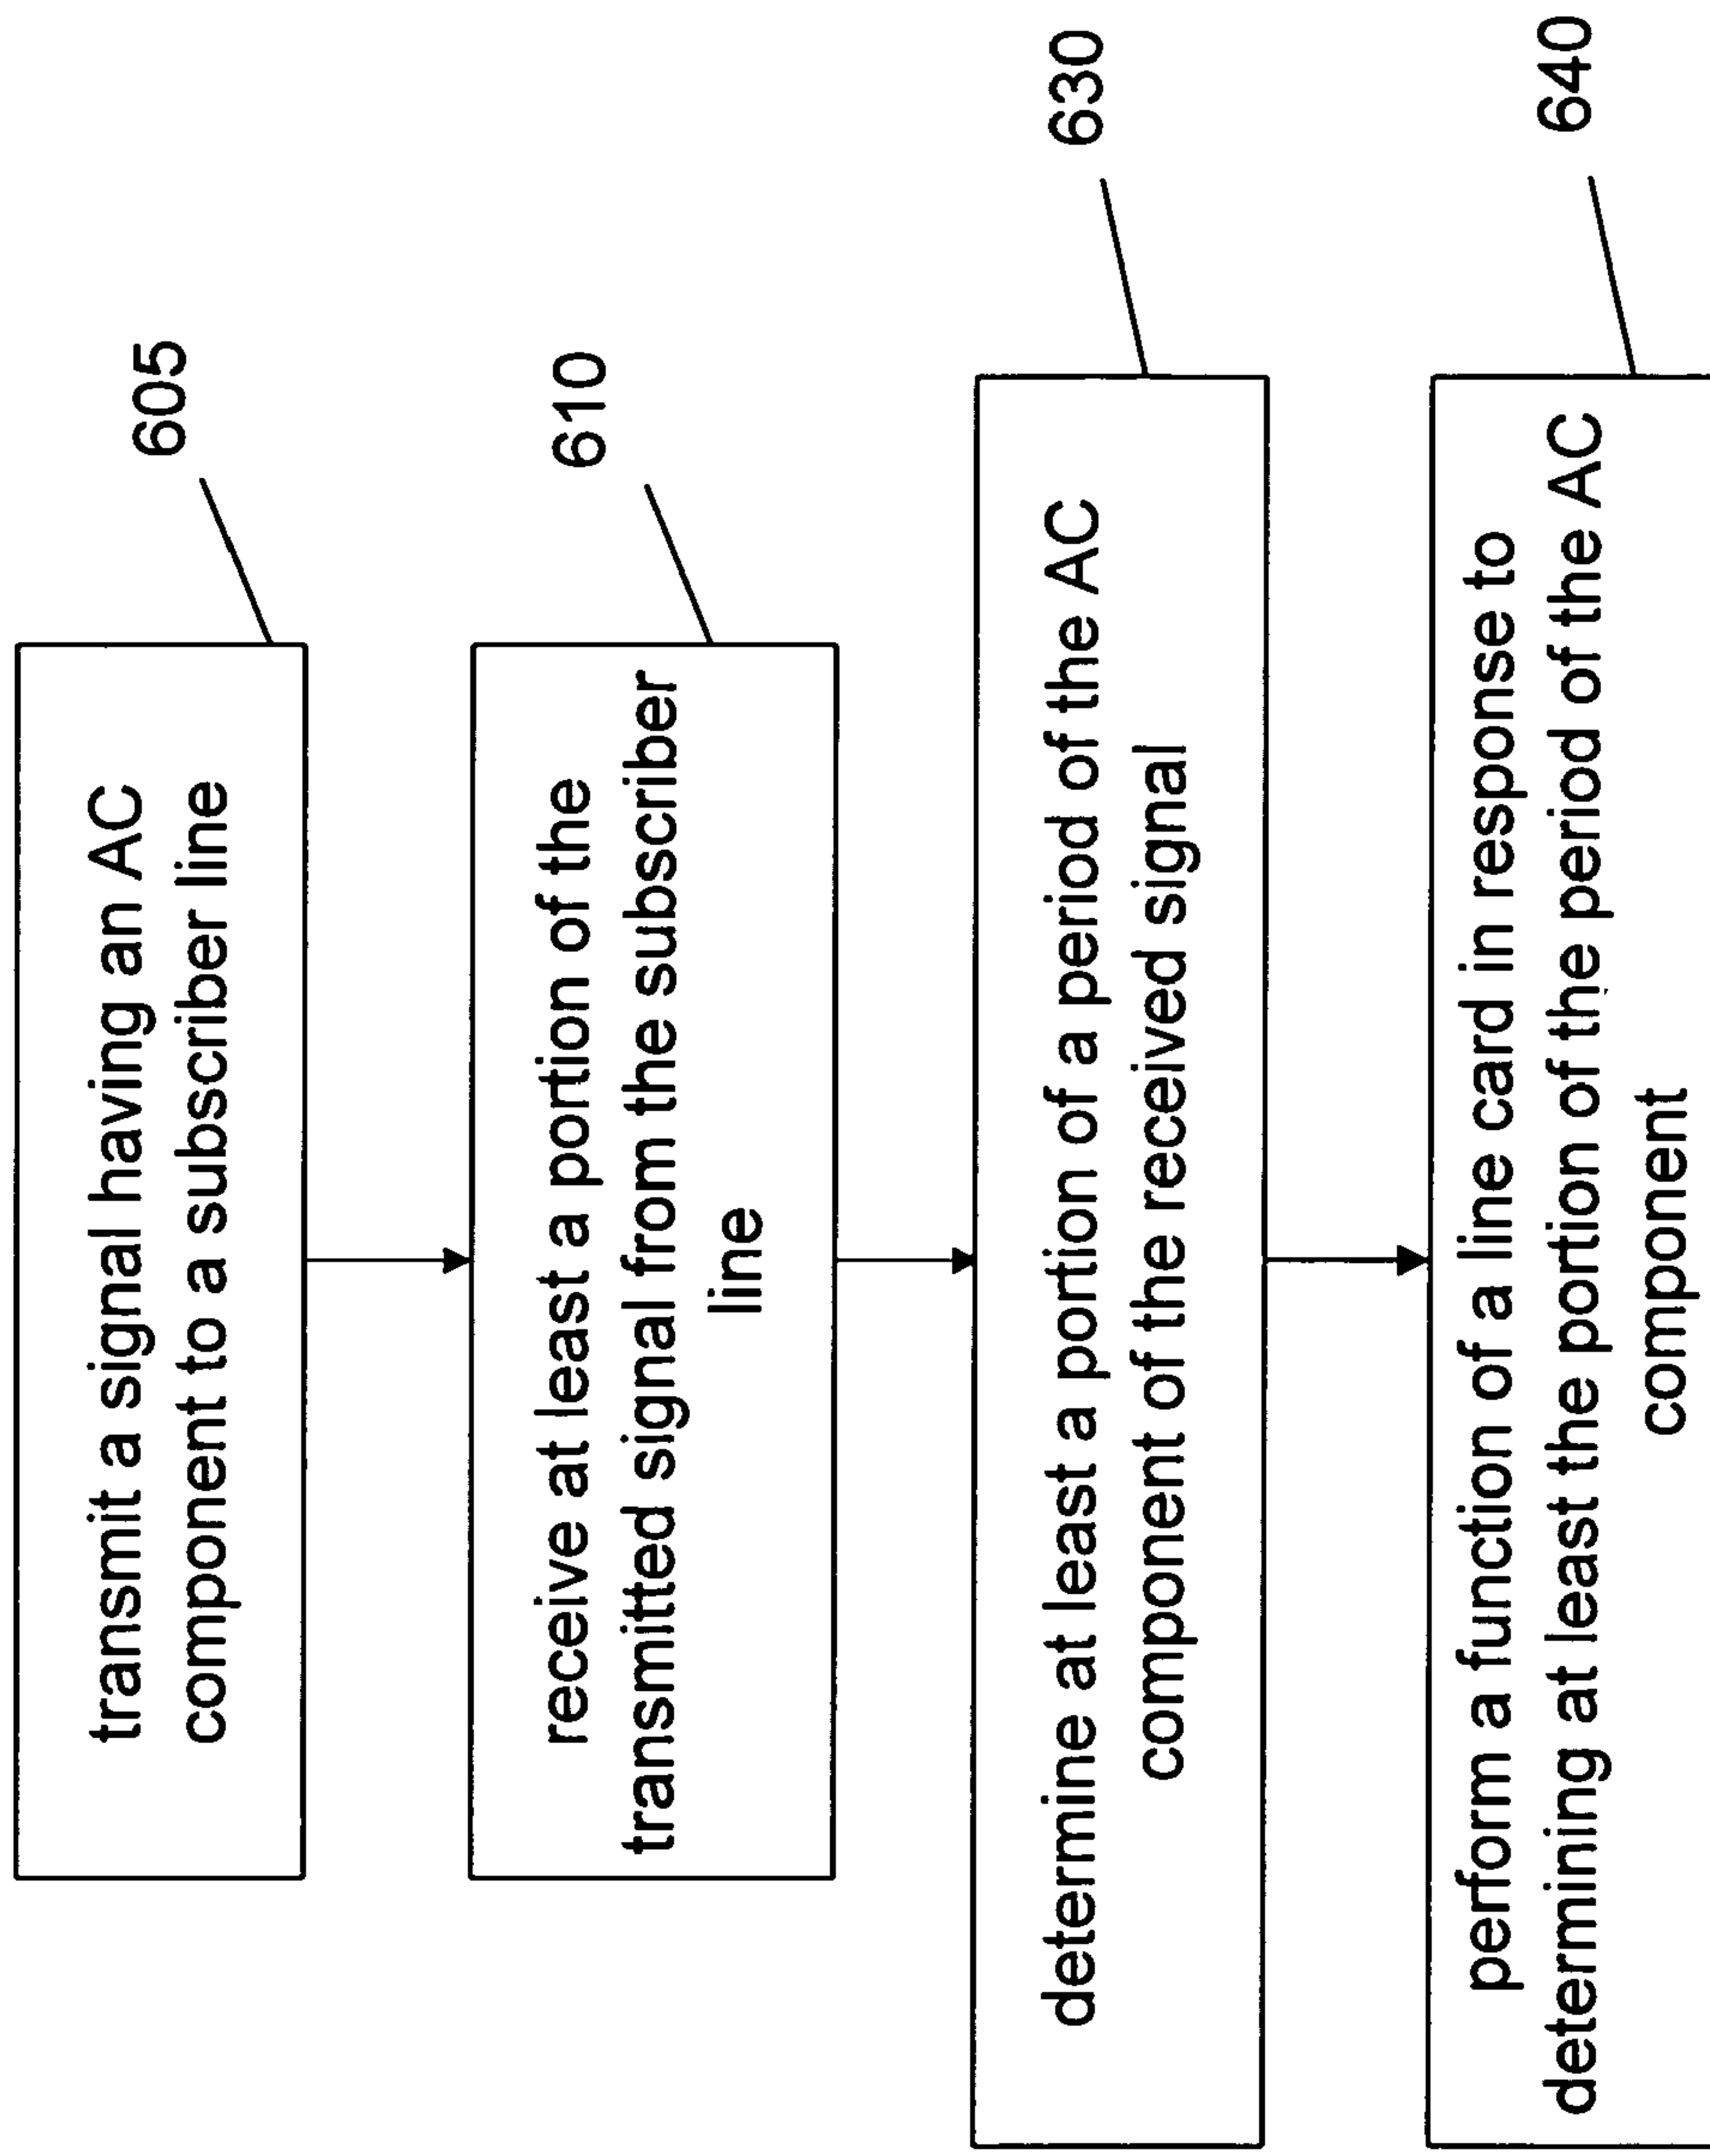 transmit a signal having an AC
component to a subscriber line
605
receive at least a portion of the
transmitted signal from the subscriber
line
610
determine at least a portion of a period of the AC
component of the received signal
630
perform a function of a line card in response to
determining at least the portion of the period of the AC
component
640